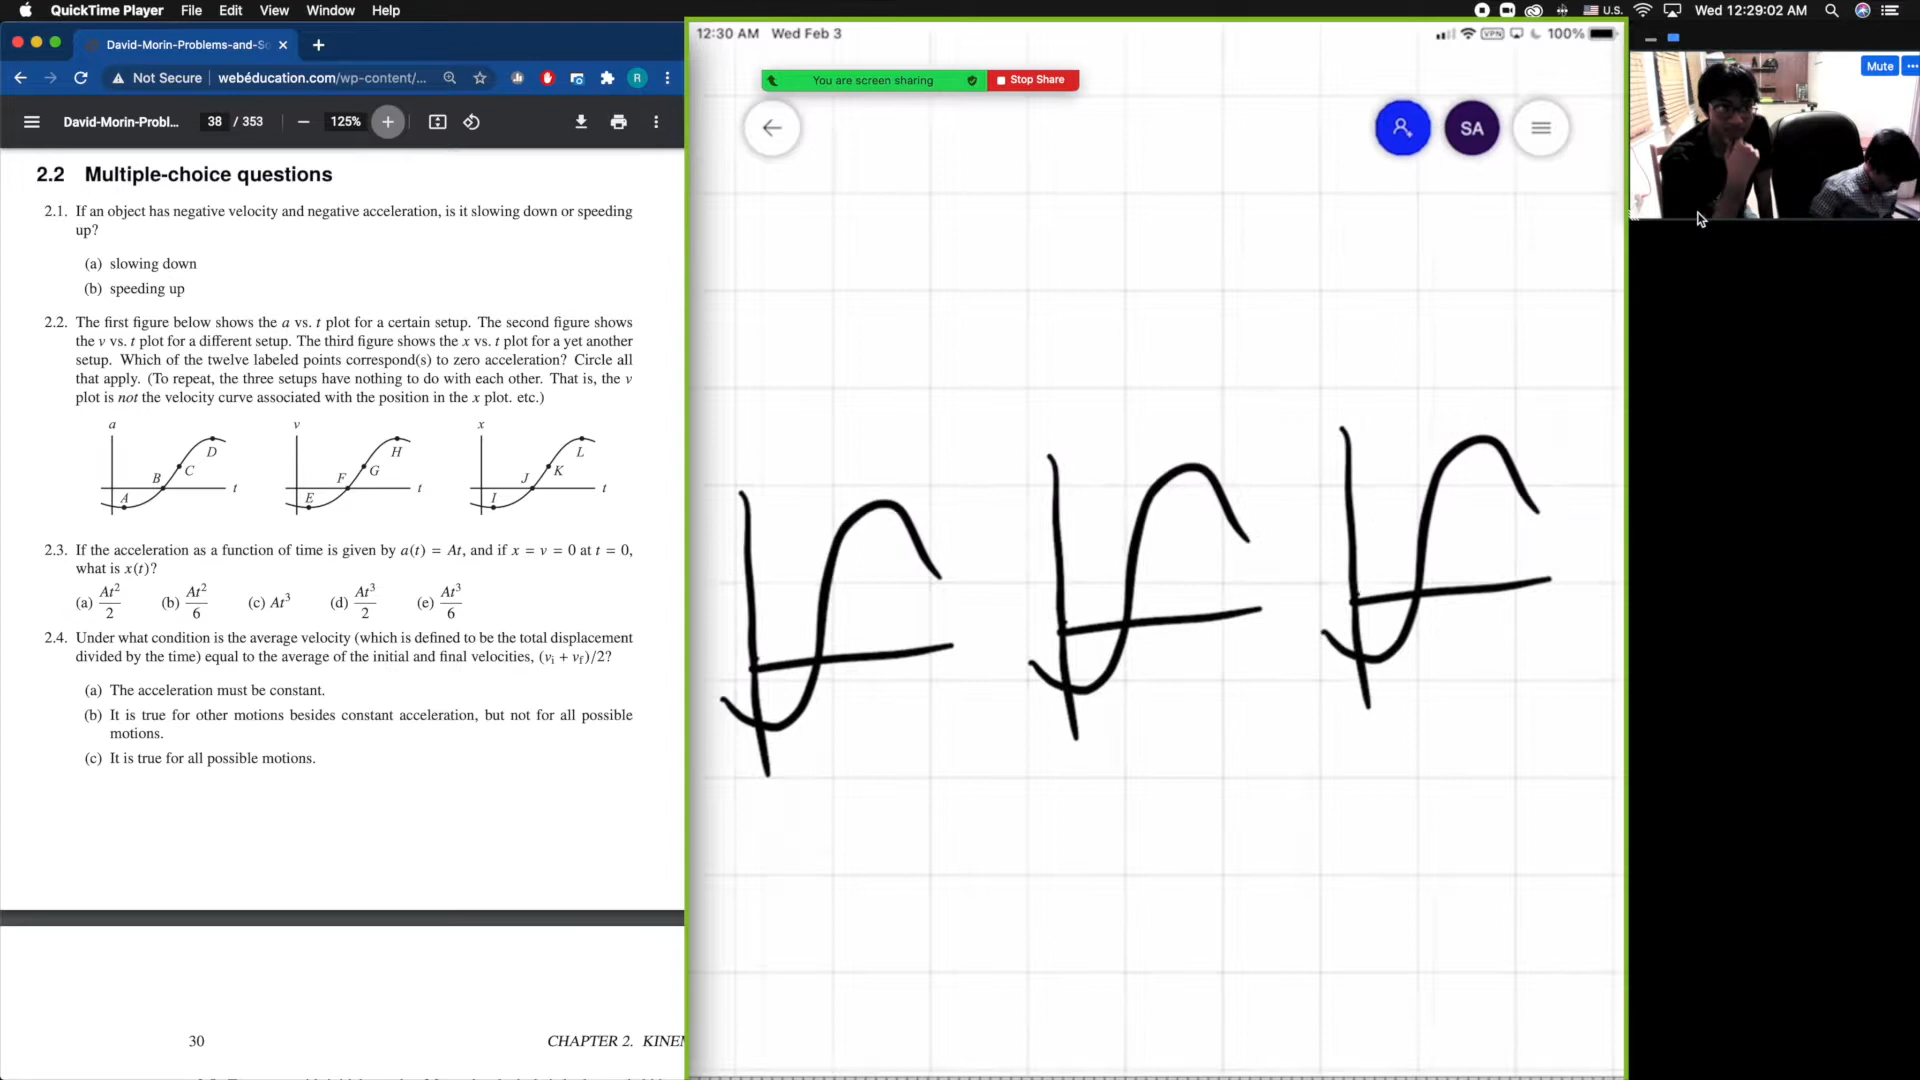 QuickTime Player File Edit View Window Help U.S. Wed 12:29:02 AM
David-Morin-Problems-and-So
Not Secure webéducation.com/wp-content/... R
David-Morin-Probl... 38 / 353 125%
2.2 Multiple-choice questions
2.1. If an object has negative velocity and negative acceleration, is it slowing down or speeding
up?
(a) slowing down
(b) speeding up
2.2. The first figure below shows the a vs. t plot for a certain setup. The second figure shows
the v vs. t plot for a different setup. The third figure shows the x vs. t plot for a yet another
setup. Which of the twelve labeled points correspond(s) to zero acceleration? Circle all
that apply. (To repeat, the three setups have nothing to do with each other. That is, the v
plot is not the velocity curve associated with the position in the x plot. etc.)
a v x
D H L
B C F G J K
t t t
A E I
2.3. If the acceleration as a function of time is given by a(t) = At, and if x = v = 0 at t = 0,
what is x(t)?
(a) At²/2 (b) At²/6 (c) At³ (d) At³/2 (e) At³/6
2.4. Under what condition is the average velocity (which is defined to be the total displacement
divided by the time) equal to the average of the initial and final velocities, (vi + vf)/2?
(a) The acceleration must be constant.
(b) It is true for other motions besides constant acceleration, but not for all possible
motions.
(c) It is true for all possible motions.
30 CHAPTER 2.
12:30 AM Wed Feb 3 VPN 100%
You are screen sharing Stop Share
SA
Mute